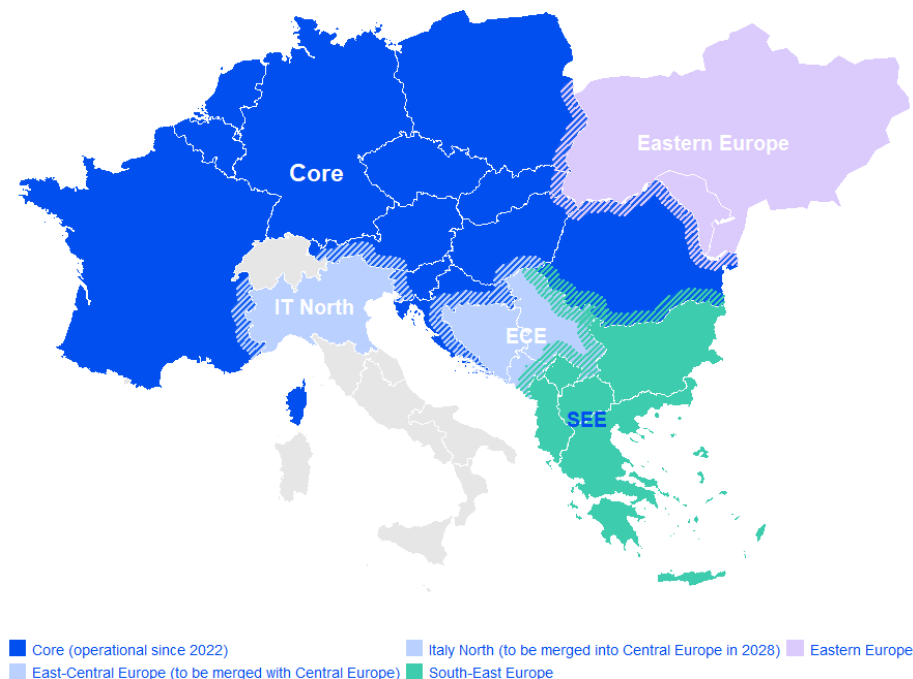 Eastern Europe
Core
IT North
ECE
SEE
Core (operational since 2022)
Italy North (to be merged into Central Europe in 2028)
Eastern Europe
East-Central Europe (to be merged with Central Europe)
South-East Europe